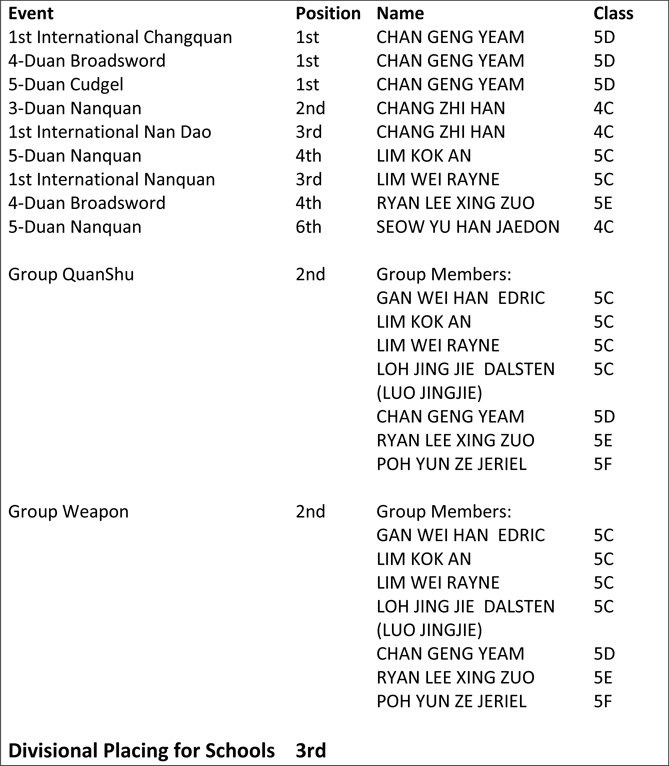 Event Position Name Class
1st International Changquan 1st CHAN GENG YEAM 5D
4-Duan Broadsword 1st CHAN GENG YEAM 5D
5-Duan Cudgel 1st CHAN GENG YEAM 5D
3-Duan Nanquan 2nd CHANG ZHI HAN 4C
1st International Nan Dao 3rd CHANG ZHI HAN 4C
5-Duan Nanquan 4th LIM KOK AN 5C
1st International Nanquan 3rd LIM WEI RAYNE 5C
4-Duan Broadsword 4th RYAN LEE XING ZUO 5E
5-Duan Nanquan 6th SEOW YU HAN JAEDON 4C
Group QuanShu 2nd Group Members:
GAN WEI HAN EDRIC 5C
LIM KOK AN 5C
LIM WEI RAYNE 5C
LOH JING JIE DALSTEN 5C
(LUO JINGJIE)
CHAN GENG YEAM 5D
RYAN LEE XING ZUO 5E
POH YUN ZE JERIEL 5F
Group Weapon 2nd Group Members:
GAN WEI HAN EDRIC 5C
LIM KOK AN 5C
LIM WEI RAYNE 5C
LOH JING JIE DALSTEN 5C
(LUO JINGJIE)
CHAN GENG YEAM 5D
RYAN LEE XING ZUO 5E
POH YUN ZE JERIEL 5F
Divisional Placing for Schools 3rd